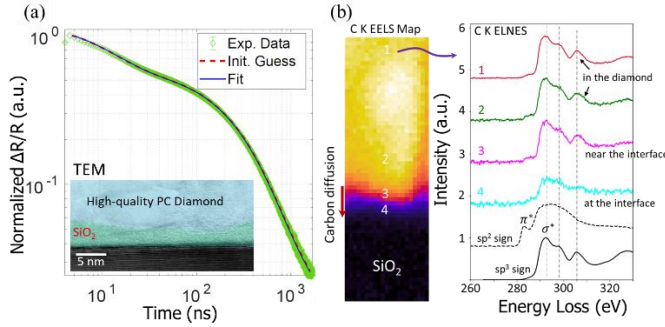 (a)
Normalized ΔR/R (a.u.)
10⁰
10⁻¹
Exp. Data
Init. Guess
Fit
TEM
High-quality PC Diamond
SiO₂
5 nm
10¹
10²
10³
Time (ns)
(b)
C K EELS Map
1
2
3
4
Carbon diffusion
SiO₂
C K ELNES
Intensity (a.u.)
6
5
4
3
2
1
1
in the diamond
2
3
near the interface
4
at the interface
π*
σ*
sp² sign
sp³ sign
260
280
300
320
Energy Loss (eV)